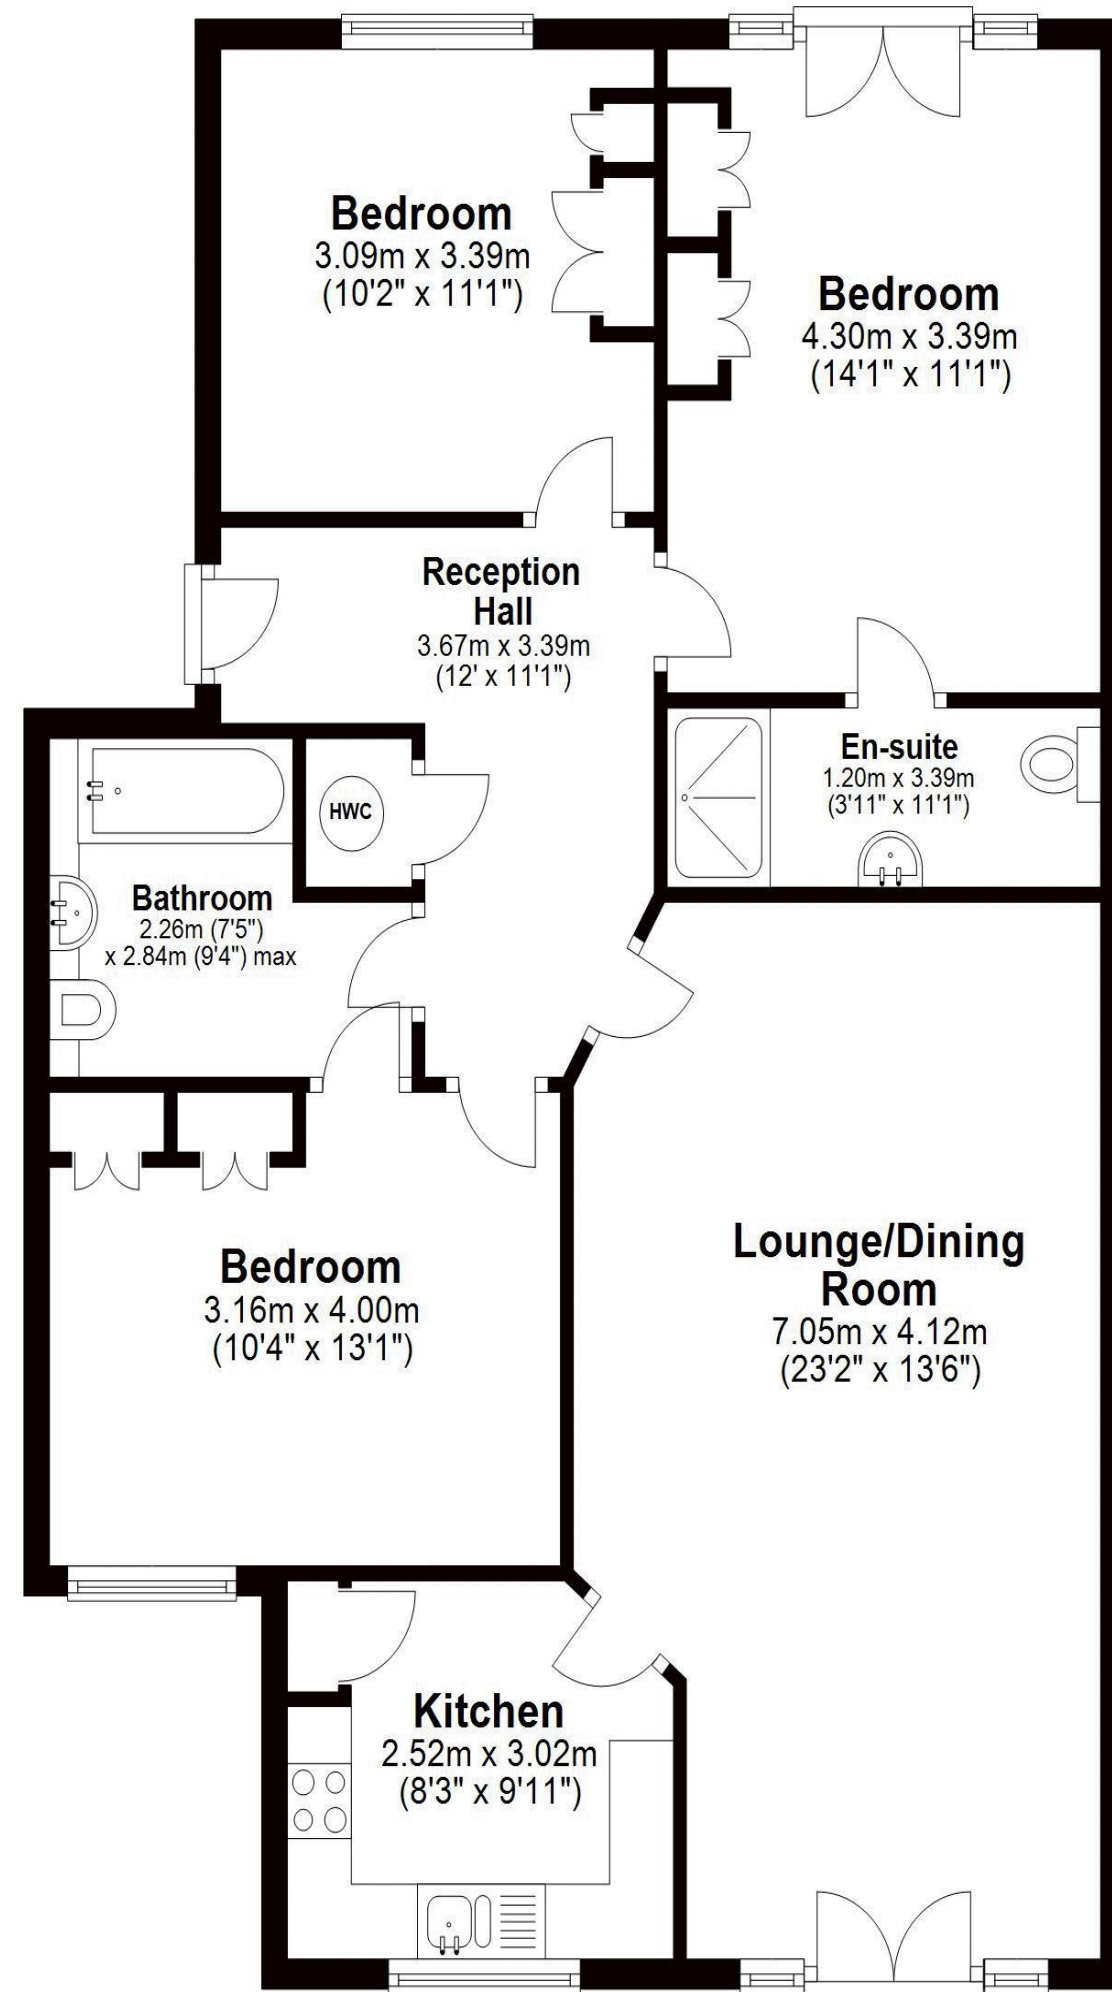 Bedroom
3.09m x 3.39m
(10'2" x 11'1")
Bedroom
4.30m x 3.39m
(14'1" x 11'1")
Reception
Hall
3.67m x 3.39m
(12' x 11'1")
En-suite
1.20m x 3.39m
(3'11" x 11'1")
HWC
Bathroom
2.26m (7'5")
x 2.84m (9'4") max
Bedroom
3.16m x 4.00m
(10'4" x 13'1")
Lounge/Dining
Room
7.05m x 4.12m
(23'2" x 13'6")
Kitchen
2.52m x 3.02m
(8'3" x 9'11")